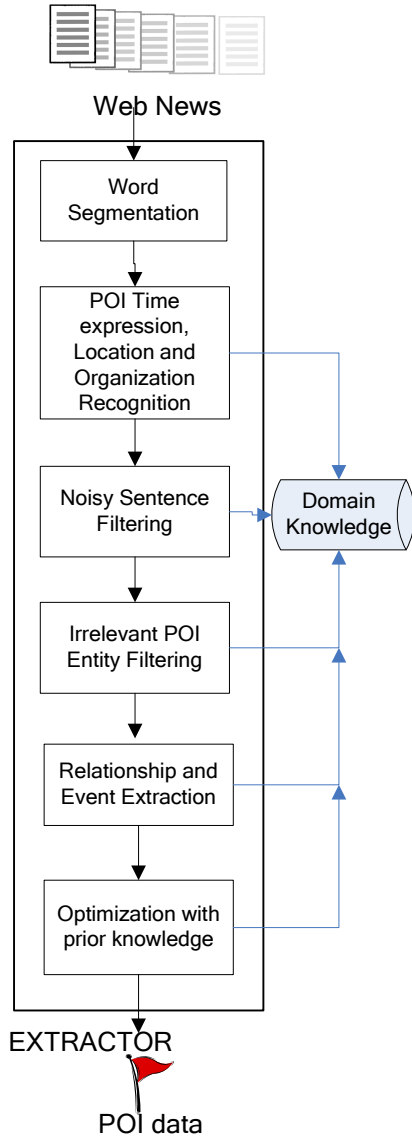 Web News
Word
Segmentation
POI Time
expression,
Location and
Organization
Recognition
Noisy Sentence
Filtering
Domain
Knowledge
Irrelevant POI
Entity Filtering
Relationship and
Event Extraction
Optimization with
prior knowledge
EXTRACTOR
POI data